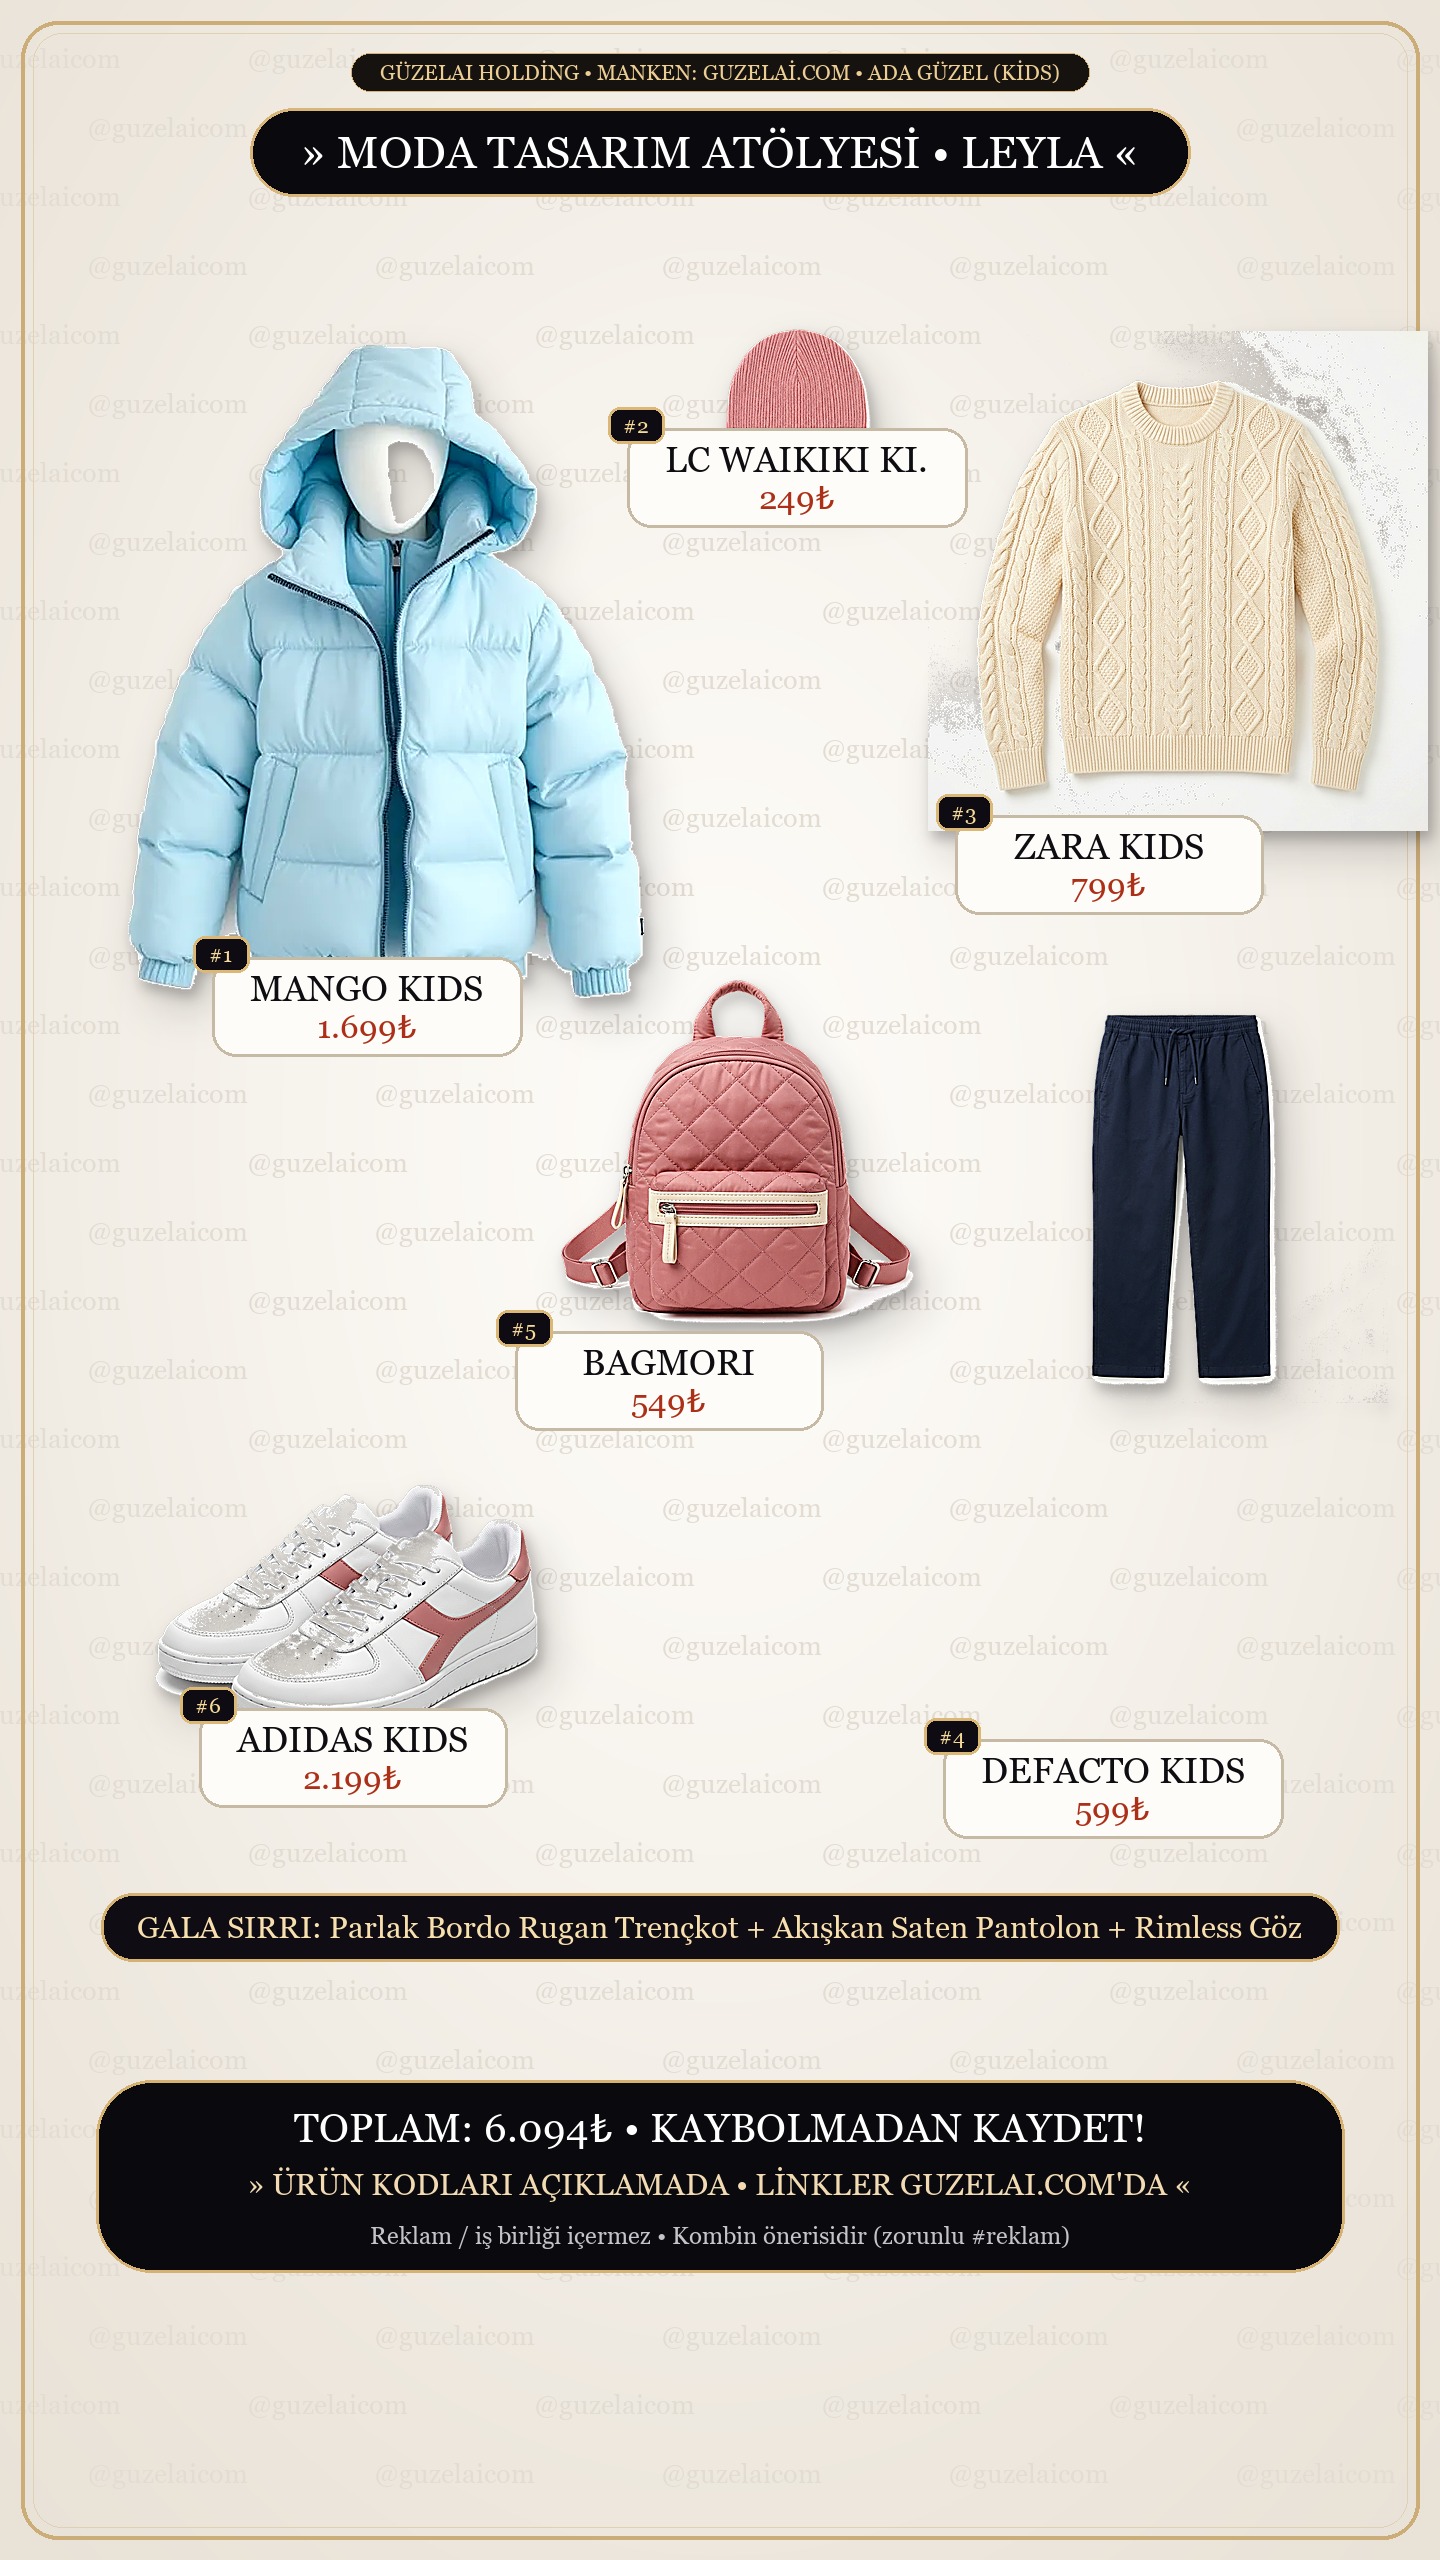 GÜZELAI HOLDİNG • MANKEN: GUZELAİ.COM • ADA GÜZEL (KİDS)
» MODA TASARIM ATÖLYESİ • LEYLA «
#2
LC WAIKIKI KI.
249₺
#3
ZARA KIDS
799₺
#1
MANGO KIDS
1.699₺
#5
BAGMORI
549₺
#6
ADIDAS KIDS
2.199₺
#4
DEFACTO KIDS
599₺
GALA SIRRI: Parlak Bordo Rugan Trençkot + Akışkan Saten Pantolon + Rimless Göz
TOPLAM: 6.094₺ • KAYBOLMADAN KAYDET!
» ÜRÜN KODLARI AÇIKLAMADA • LİNKLER GUZELAI.COM'DA «
Reklam / iş birliği içermez • Kombin önerisidir (zorunlu #reklam)
@guzelaicom